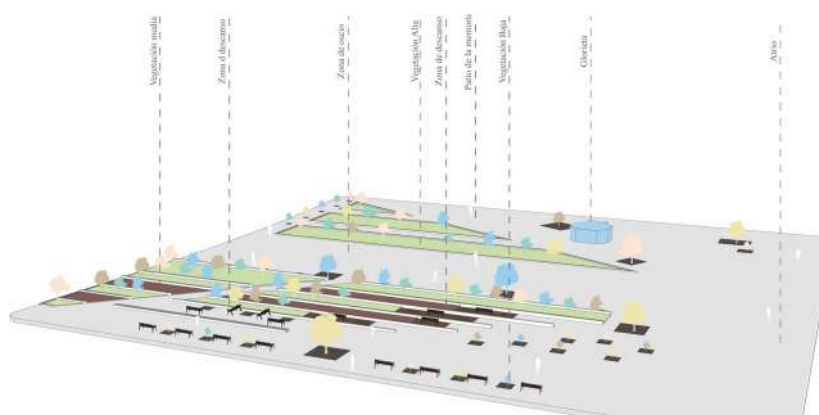 Vegetación media
Zona d descanso
Zona de oscio
Vegetación Alta
Zona de descanso
Patio de la memoria
Vegetación Baja
Glorieta
Atrio